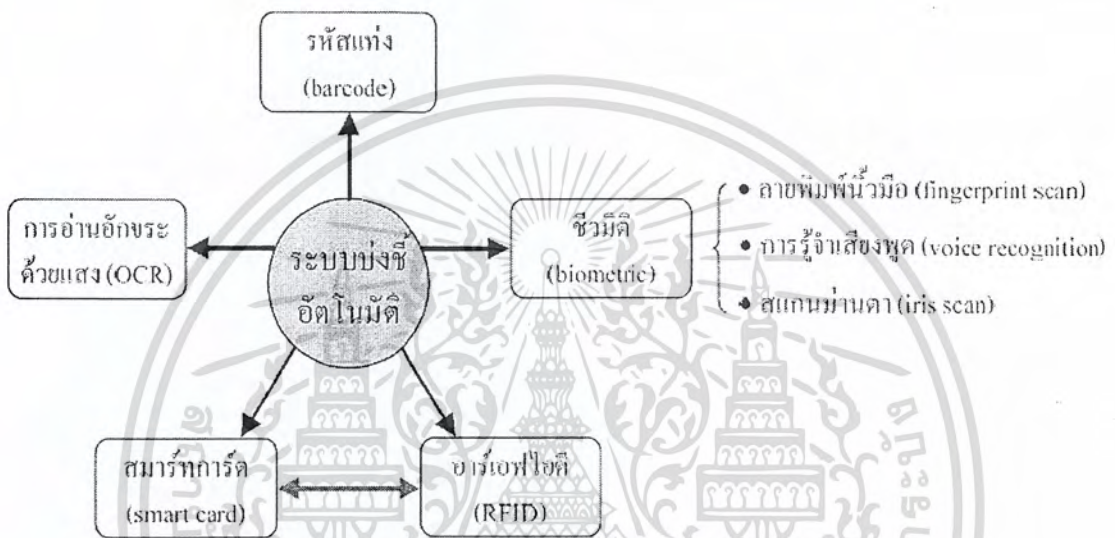 รหัสแท่ง
(barcode)
การอ่านอักขระ
ด้วยแสง (OCR)
ระบบบ่งชี้
อัตโนมัติ
ชีวมิติ
(biometric)
• ลายพิมพ์นิ้วมือ (fingerprint scan)
• การรู้จำเสียงพูด (voice recognition)
• สแกนม่านตา (iris scan)
สมาร์ทการ์ด
(smart card)
อาร์เอฟไอดี
(RFID)